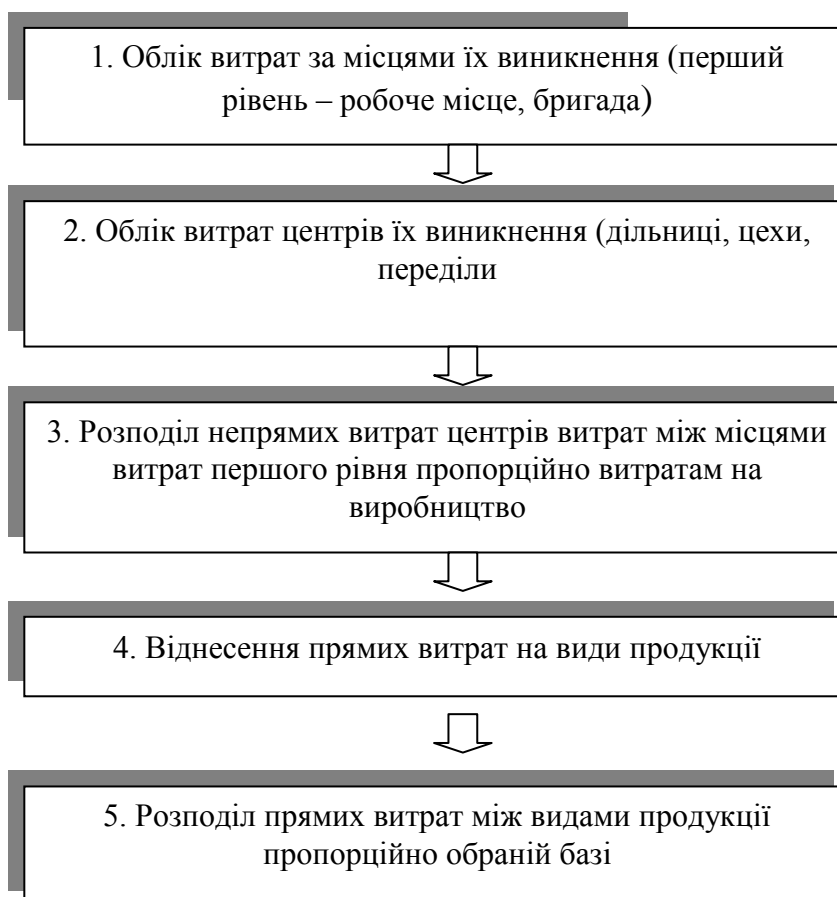 1. Облік витрат за місцями їх виникнення (перший
рівень – робоче місце, бригада)
2. Облік витрат центрів їх виникнення (дільниці, цехи,
переділи
3. Розподіл непрямих витрат центрів витрат між місцями
витрат першого рівня пропорційно витратам на
виробництво
4. Віднесення прямих витрат на види продукції
5. Розподіл прямих витрат між видами продукції
пропорційно обраній базі